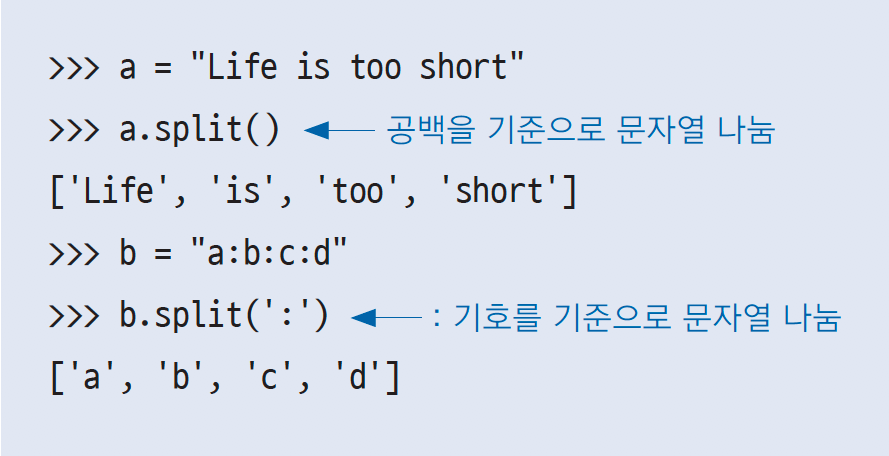 >>> a = "Life is too short"
>>> a.split() 공백을 기준으로 문자열 나눔
['Life', 'is', 'too', 'short']
>>> b = "a:b:c:d"
>>> b.split(':') : 기호를 기준으로 문자열 나눔
['a', 'b', 'c', 'd']